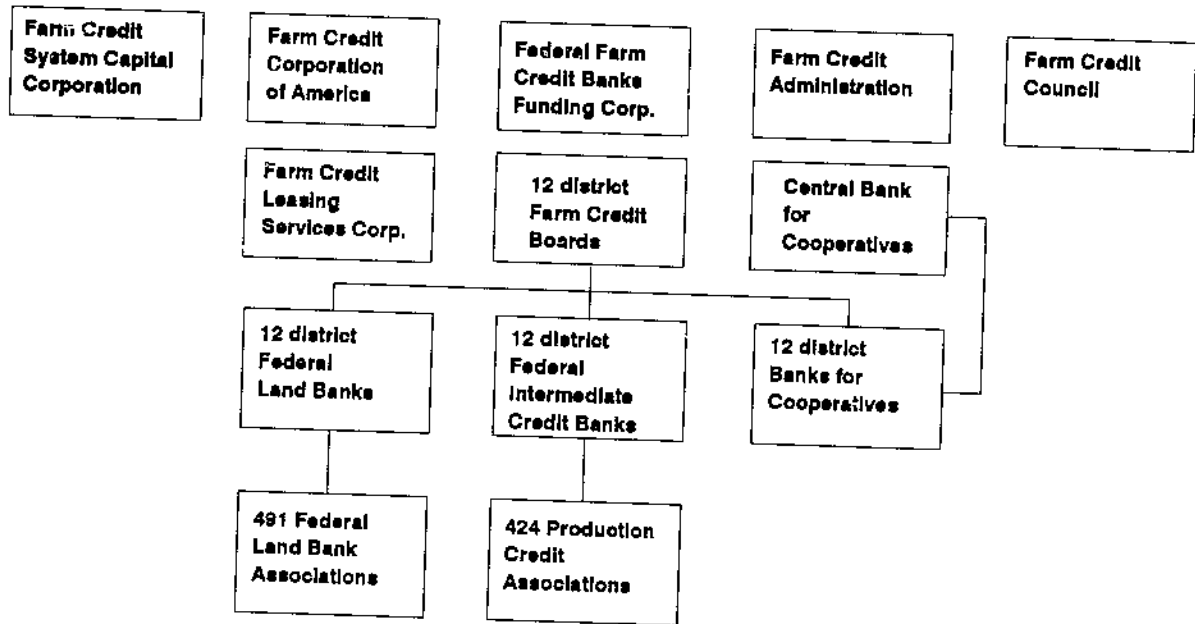 Farm Credit
System Capital
Corporation
Farm Credit
Corporation
of America
Federal Farm
Credit Banks
Funding Corp.
Farm Credit
Administration
Farm Credit
Council
Farm Credit
Leasing
Services Corp.
12 district
Farm Credit
Boards
Central Bank
for
Cooperatives
12 district
Federal
Land Banks
12 district
Federal
Intermediate
Credit Banks
12 district
Banks for
Cooperatives
491 Federal
Land Bank
Associations
424 Production
Credit
Associations